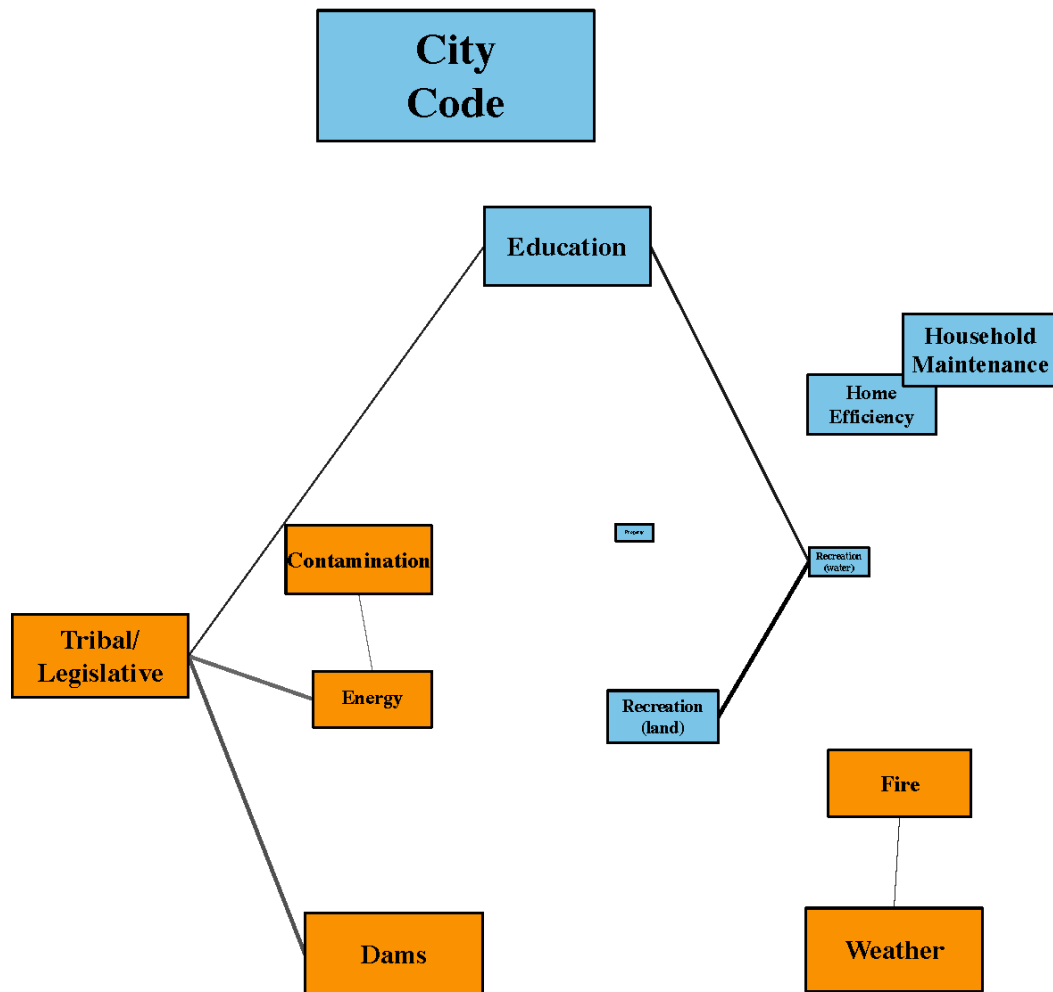 City
Code
Education
Household
Maintenance
Home
Efficiency
Contamination
Recreation
(water)
Tribal/
Legislative
Energy
Recreation
(land)
Fire
Dams
Weather